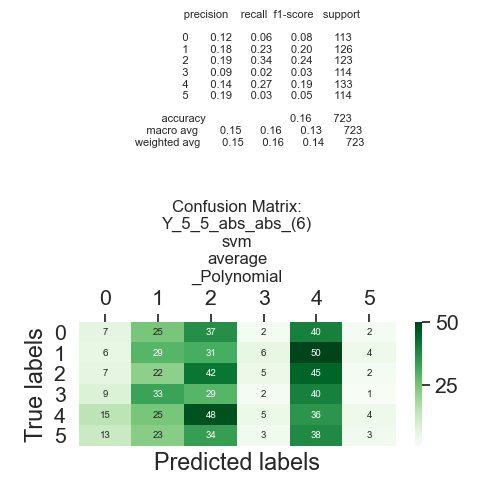 precision recall f1-score support
0 0.12 0.06 0.08 113
1 0.18 0.23 0.20 126
2 0.19 0.34 0.24 123
3 0.09 0.02 0.03 114
4 0.14 0.27 0.19 133
5 0.19 0.03 0.05 114
accuracy 0.16 723
macro avg 0.15 0.16 0.13 723
weighted avg 0.15 0.16 0.14 723
Confusion Matrix:
Y_5_5_abs_abs_(6)
svm
average
_Polynomial
0 1 2 3 4 5
0 7 25 37 2 40 2
1 6 29 31 6 50 4
2 7 22 42 5 45 2
3 9 33 29 2 40 1
4 15 25 48 5 36 4
5 13 23 34 3 38 3
True labels
Predicted labels
50
25